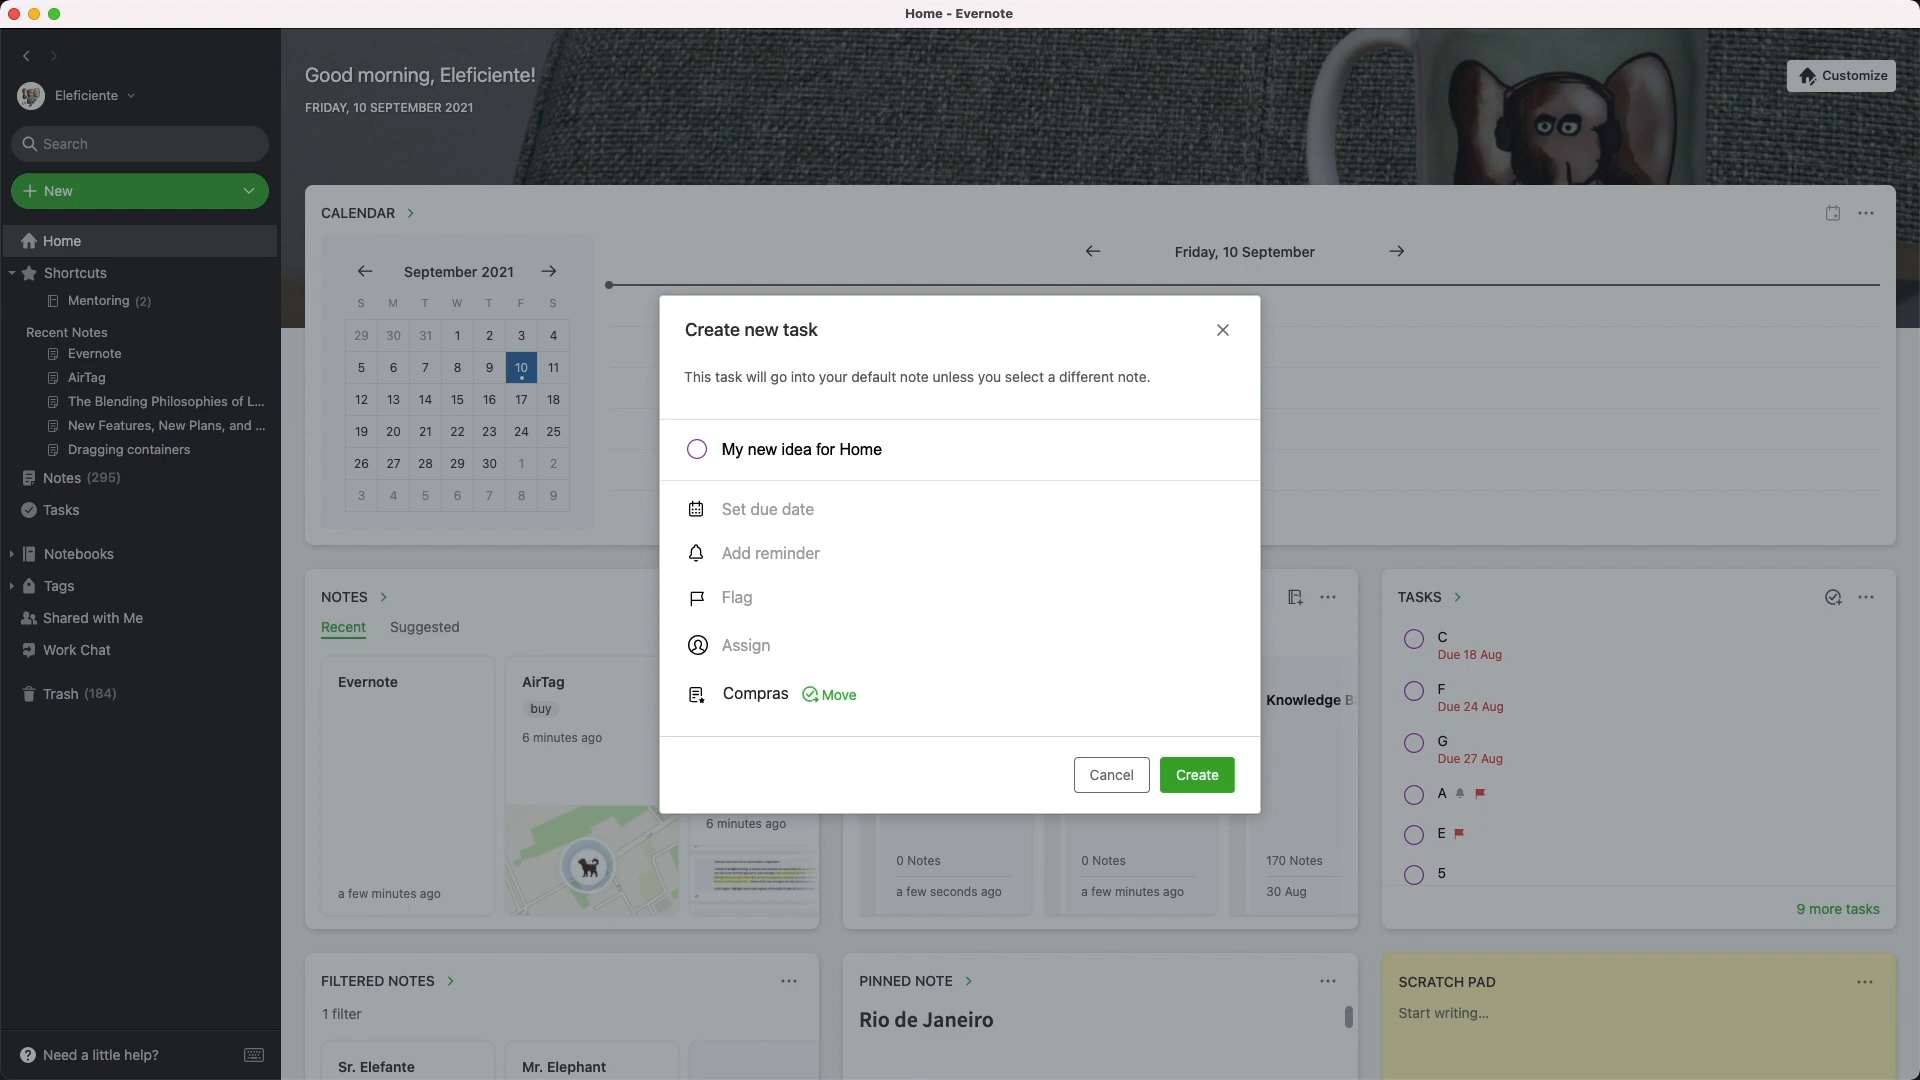 Home - Evernote
Eleficiente
Search
New
Home
Shortcuts
Mentoring (2)
Recent Notes
Evernote
AirTag
The Blending Philosophies of L...
New Features, New Plans, and ...
Dragging containers
Notes (295)
Tasks
Notebooks
Tags
Shared with Me
Work Chat
Trash (184)
Need a little help?
Good morning, Eleficiente!
FRIDAY, 10 SEPTEMBER 2021
Customize
CALENDAR
September 2021
S M T W T F S
29 30 31 1 2 3 4
5 6 7 8 9 10 11
12 13 14 15 16 17 18
19 20 21 22 23 24 25
26 27 28 29 30 1 2
3 4 5 6 7 8 9
Friday, 10 September
Create new task
This task will go into your default note unless you select a different note.
My new idea for Home
Set due date
Add reminder
Flag
Assign
Compras Move
Cancel Create
NOTES
Recent Suggested
Evernote
a few minutes ago
AirTag
buy
6 minutes ago
6 minutes ago
0 Notes
a few seconds ago
0 Notes
a few minutes ago
Knowledge B
170 Notes
30 Aug
TASKS
C
Due 18 Aug
F
Due 24 Aug
G
Due 27 Aug
A
E
5
9 more tasks
FILTERED NOTES
1 filter
Sr. Elefante
Mr. Elephant
PINNED NOTE
Rio de Janeiro
SCRATCH PAD
Start writing...